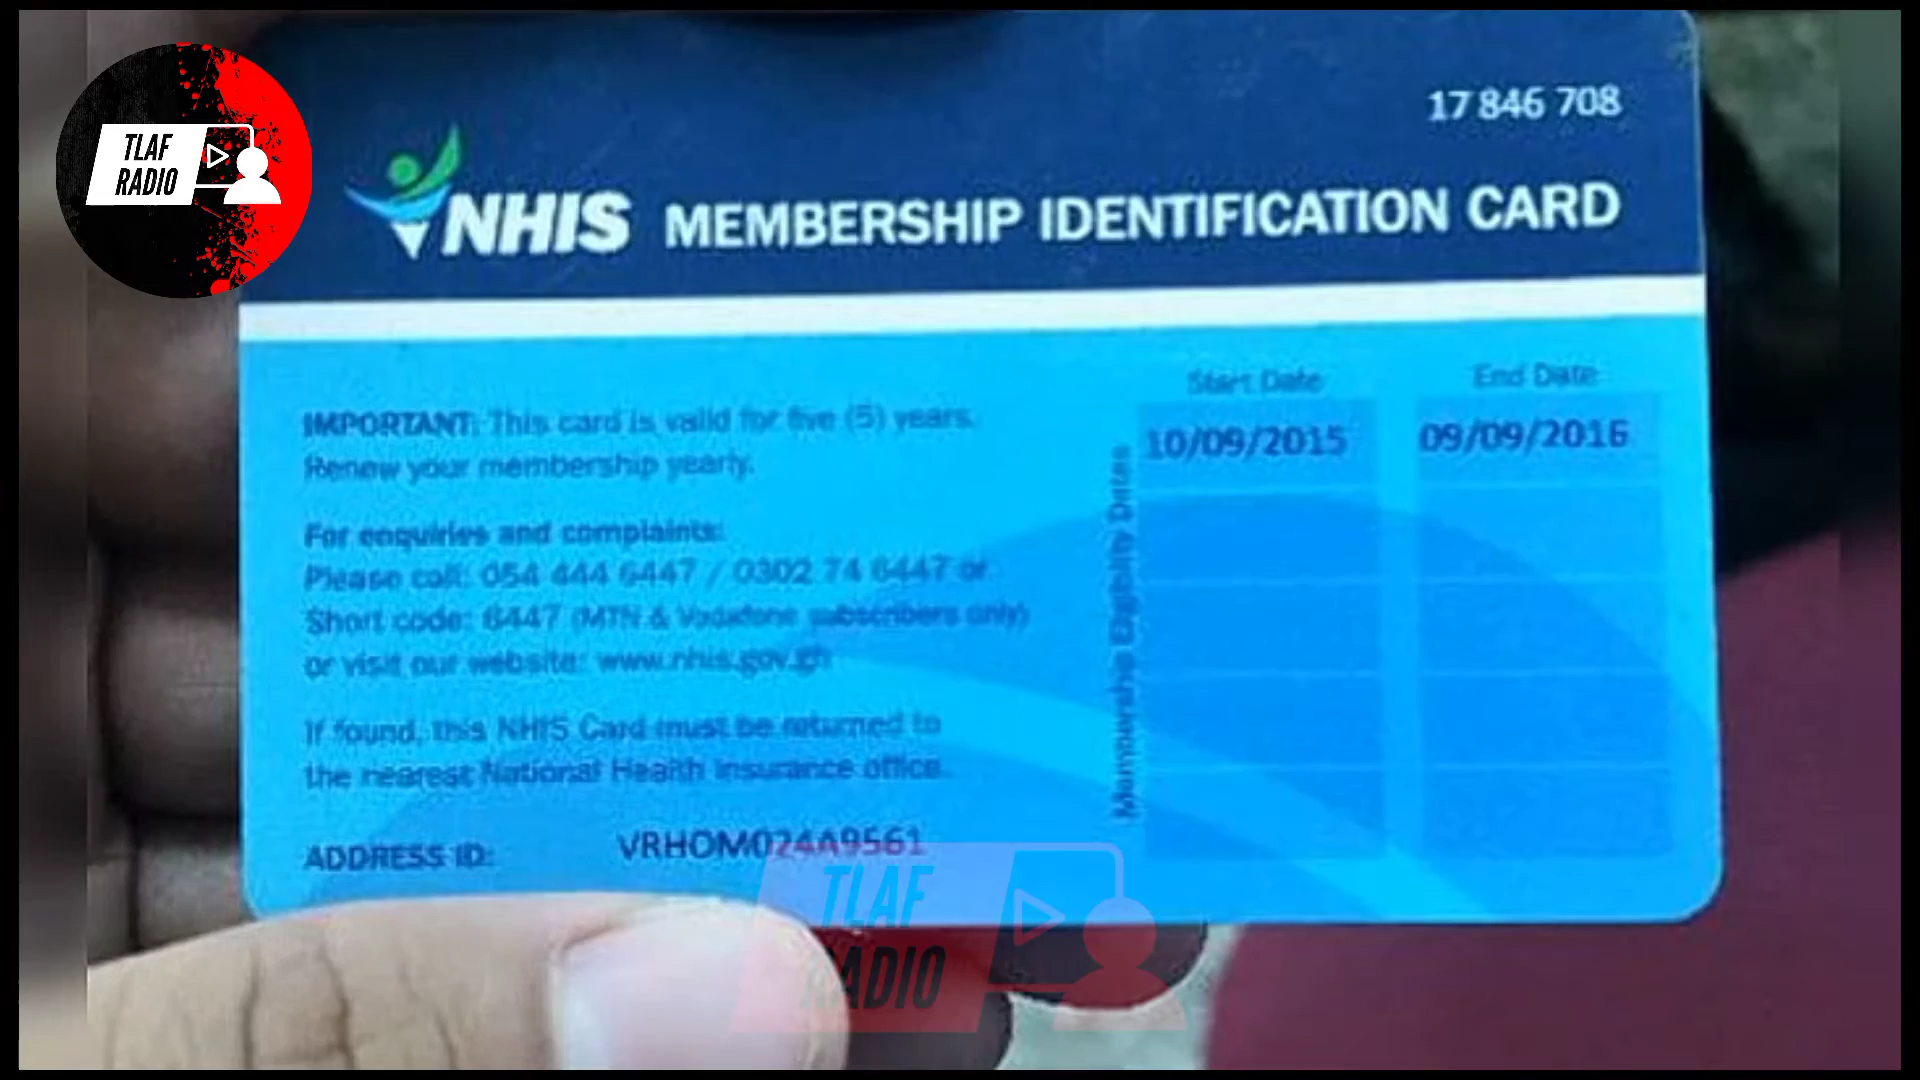 TLAF
RADIO
17 846 708
NHIS MEMBERSHIP IDENTIFICATION CARD
Start Date End Date
IMPORTANT: This card is valid for five (5) years.
Renew your membership yearly.
10/09/2015 09/09/2016
Membership Eligibility Dates
For enquiries and complaints:
Please call: 054 444 6447 / 0302 74 6447 or
Short code: 6447 (MTN & Vodafone subscribers only)
or visit our website: www.nhis.gov.gh
If found, this NHIS Card must be returned to
the nearest National Health Insurance office.
ADDRESS ID: VRHOM024A9561
TLAF
RADIO